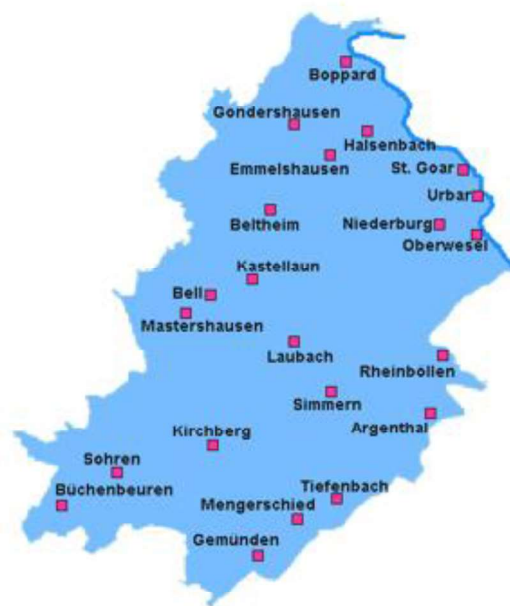 Boppard
Gondershausen
Halsenbach
Emmelshausen
St. Goar
Urbar
Beltheim
Niederburg
Oberwesel
Kastellaun
Bell
Mastershausen
Laubach
Rheinbollen
Simmern
Argenthal
Kirchberg
Sohren
Büchenbeuren
Tiefenbach
Mengerschied
Gemünden